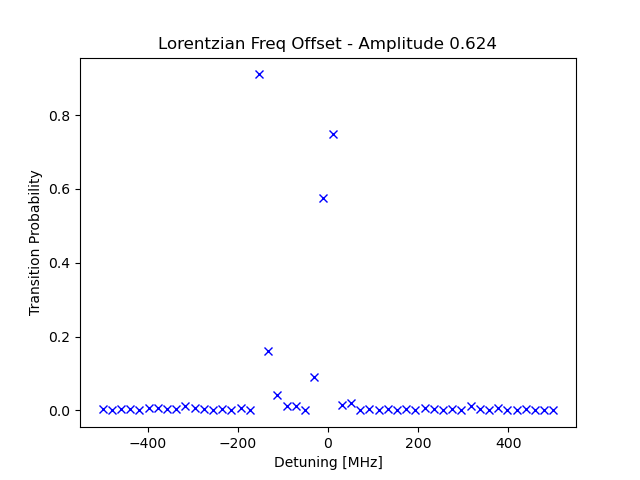 Lorentzian Freq Offset - Amplitude 0.624
Transition Probability
0.8
0.6
0.4
0.2
0.0
−400 −200 0 200 400
Detuning [MHz]